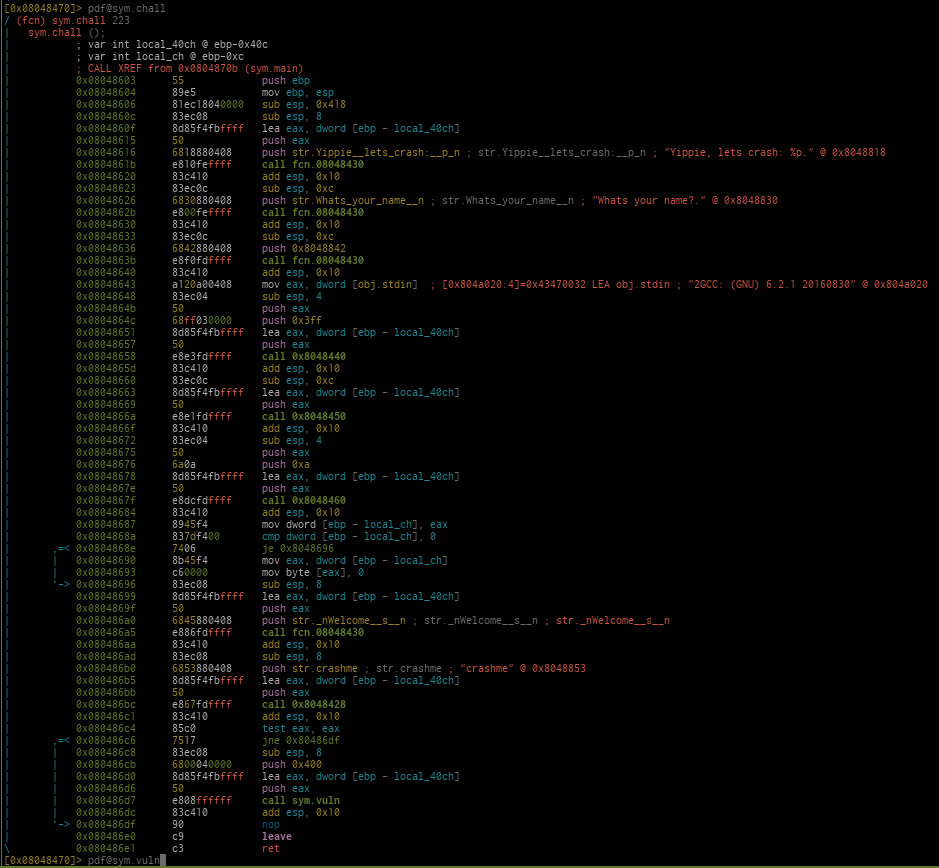 [0x08048470]> pdf@sym.chall
/ (fcn) sym.chall 223
|   sym.chall ();
|           ; var int local_40ch @ ebp-0x40c
|           ; var int local_ch @ ebp-0xc
|           ; CALL XREF from 0x0804870b (sym.main)
|           0x08048603      55             push ebp
|           0x08048604      89e5           mov ebp, esp
|           0x08048606      81ec18040000   sub esp, 0x418
|           0x0804860c      83ec08         sub esp, 8
|           0x0804860f      8d85f4fbffff   lea eax, dword [ebp - local_40ch]
|           0x08048615      50             push eax
|           0x08048616      6818880408     push str.Yippie__lets_crash:__p_n ; str.Yippie__lets_crash:__p_n ; "Yippie, lets crash: %p." @ 0x8048818
|           0x0804861b      e810feffff     call fcn.08048430
|           0x08048620      83c410         add esp, 0x10
|           0x08048623      83ec0c         sub esp, 0xc
|           0x08048626      6830880408     push str.Whats_your_name__n ; str.Whats_your_name__n ; "Whats your name?." @ 0x8048830
|           0x0804862b      e800feffff     call fcn.08048430
|           0x08048630      83c410         add esp, 0x10
|           0x08048633      83ec0c         sub esp, 0xc
|           0x08048636      6842880408     push 0x8048842
|           0x0804863b      e8f0fdffff     call fcn.08048430
|           0x08048640      83c410         add esp, 0x10
|           0x08048643      a120a00408     mov eax, dword [obj.stdin]  ; [0x804a020:4]=0x43470032 LEA obj.stdin ; "2GCC: (GNU) 6.2.1 20160830" @ 0x804a020
|           0x08048648      83ec04         sub esp, 4
|           0x0804864b      50             push eax
|           0x0804864c      68ff030000     push 0x3ff
|           0x08048651      8d85f4fbffff   lea eax, dword [ebp - local_40ch]
|           0x08048657      50             push eax
|           0x08048658      e8e3fdffff     call 0x8048440
|           0x0804865d      83c410         add esp, 0x10
|           0x08048660      83ec0c         sub esp, 0xc
|           0x08048663      8d85f4fbffff   lea eax, dword [ebp - local_40ch]
|           0x08048669      50             push eax
|           0x0804866a      e8e1fdffff     call 0x8048450
|           0x0804866f      83c410         add esp, 0x10
|           0x08048672      83ec04         sub esp, 4
|           0x08048675      50             push eax
|           0x08048676      6a0a           push 0xa
|           0x08048678      8d85f4fbffff   lea eax, dword [ebp - local_40ch]
|           0x0804867e      50             push eax
|           0x0804867f      e8dcfdffff     call 0x8048460
|           0x08048684      83c410         add esp, 0x10
|           0x08048687      8945f4         mov dword [ebp - local_ch], eax
|           0x0804868a      837df400       cmp dword [ebp - local_ch], 0
|       ,=< 0x0804868e      7406           je 0x8048696
|       |   0x08048690      8b45f4         mov eax, dword [ebp - local_ch]
|       |   0x08048693      c60000         mov byte [eax], 0
|       `-> 0x08048696      83ec08         sub esp, 8
|           0x08048699      8d85f4fbffff   lea eax, dword [ebp - local_40ch]
|           0x0804869f      50             push eax
|           0x080486a0      6845880408     push str._nWelcome__s__n ; str._nWelcome__s__n ; str._nWelcome__s__n
|           0x080486a5      e886fdffff     call fcn.08048430
|           0x080486aa      83c410         add esp, 0x10
|           0x080486ad      83ec08         sub esp, 8
|           0x080486b0      6853880408     push str.crashme ; str.crashme ; "crashme" @ 0x8048853
|           0x080486b5      8d85f4fbffff   lea eax, dword [ebp - local_40ch]
|           0x080486bb      50             push eax
|           0x080486bc      e867fdffff     call 0x8048428
|           0x080486c1      83c410         add esp, 0x10
|           0x080486c4      85c0           test eax, eax
|       ,=< 0x080486c6      7517           jne 0x80486df
|       |   0x080486c8      83ec08         sub esp, 8
|       |   0x080486cb      6800040000     push 0x400
|       |   0x080486d0      8d85f4fbffff   lea eax, dword [ebp - local_40ch]
|       |   0x080486d6      50             push eax
|       |   0x080486d7      e808ffffff     call sym.vuln
|       |   0x080486dc      83c410         add esp, 0x10
|       `-> 0x080486df      90             nop
|           0x080486e0      c9             leave
\           0x080486e1      c3             ret
[0x08048470]> pdf@sym.vuln